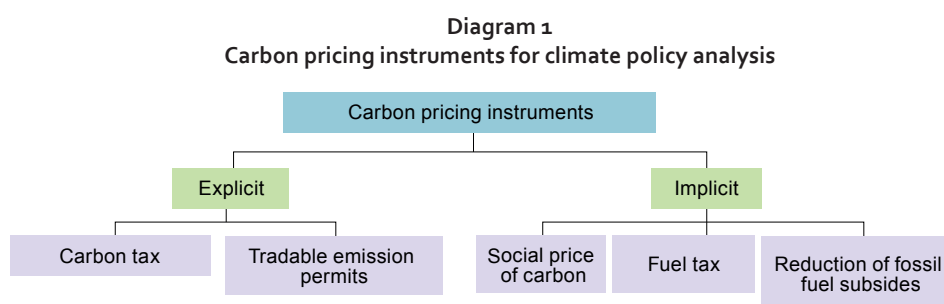 Diagram 1
Carbon pricing instruments for climate policy analysis
Carbon pricing instruments
Explicit
Implicit
Carbon tax
Tradable emission
permits
Social price
of carbon
Fuel tax
Reduction of fossil
fuel subsides